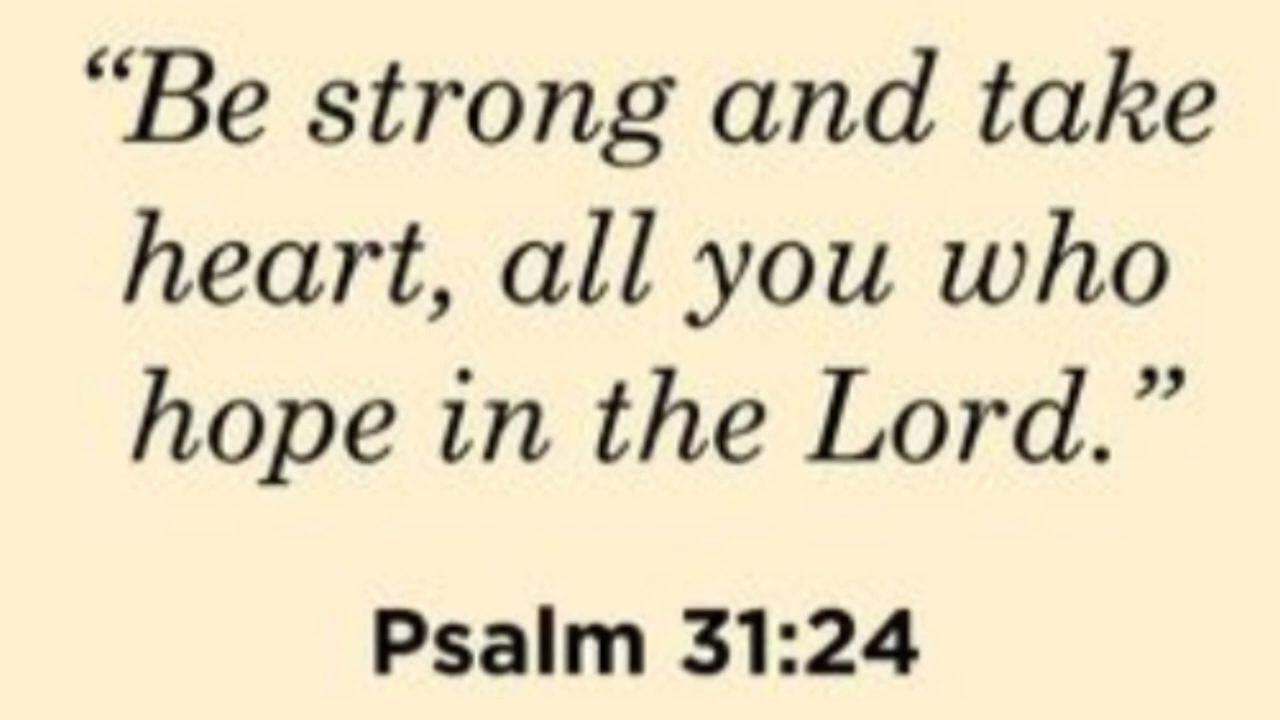 “Be strong and take
heart, all you who
hope in the Lord.”
Psalm 31:24